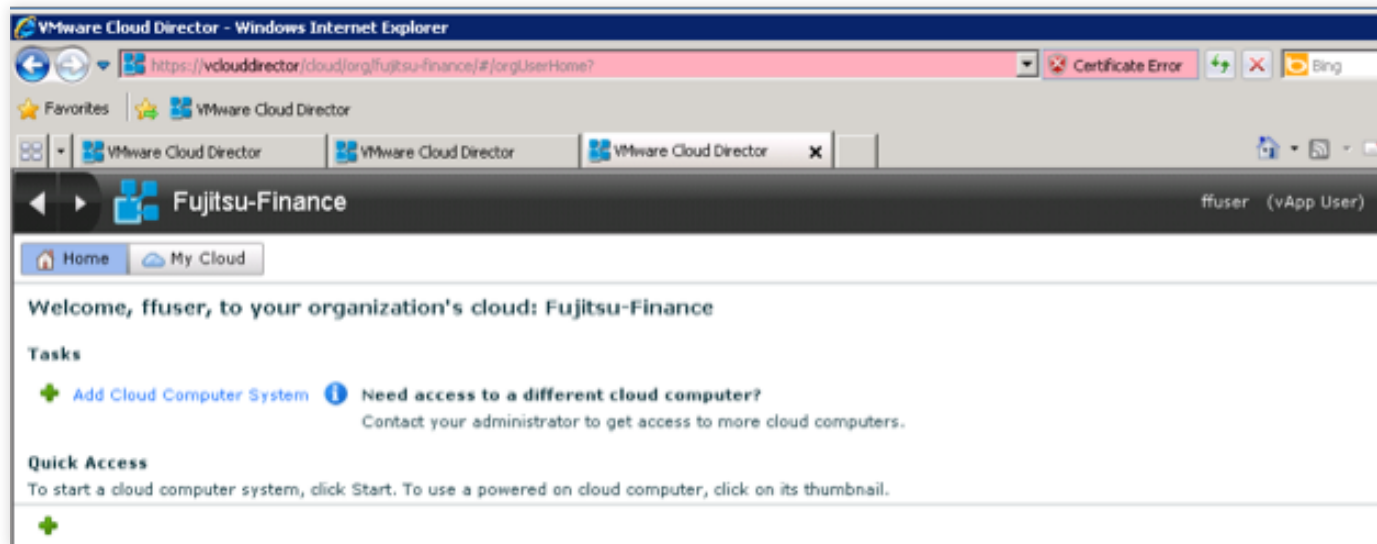 VMware Cloud Director - Windows Internet Explorer
https://vclouddirector/cloud/org/fujitsu-finance/#/orgUserHome?
Certificate Error
Bing
Favorites
VMware Cloud Director
VMware Cloud Director
VMware Cloud Director
VMware Cloud Director
Fujitsu-Finance
ffuser (vApp User)
Home
My Cloud
Welcome, ffuser, to your organization's cloud: Fujitsu-Finance
Tasks
Add Cloud Computer System
Need access to a different cloud computer?
Contact your administrator to get access to more cloud computers.
Quick Access
To start a cloud computer system, click Start. To use a powered on cloud computer, click on its thumbnail.